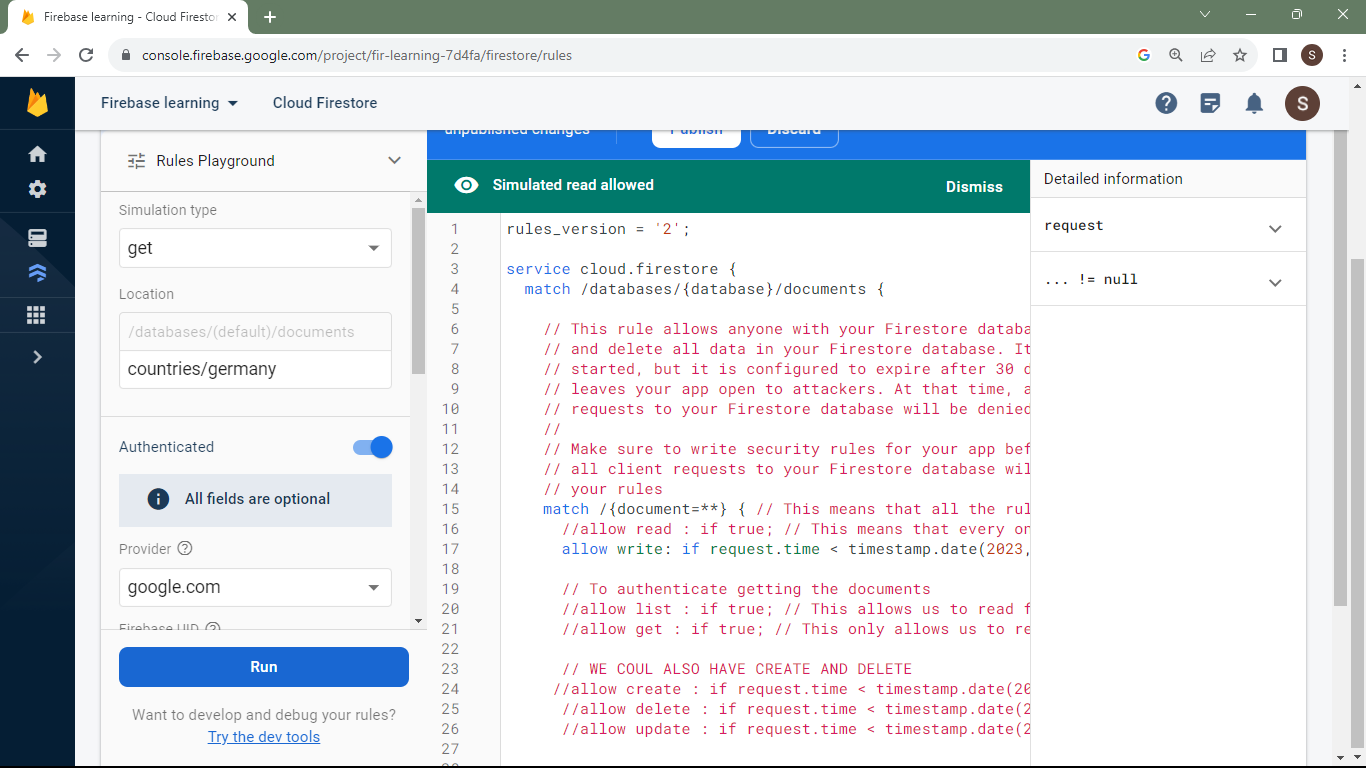 Firebase learning - Cloud Firestor
console.firebase.google.com/project/fir-learning-7d4fa/firestore/rules
G
S
Firebase learning
Cloud Firestore
S
unpublished changes
Publish
Discard
Rules Playground
Simulated read allowed
Dismiss
Detailed information
Simulation type
get
Location
/databases/(default)/documents
countries/germany
Authenticated
All fields are optional
Provider
google.com
Firebase UID
Run
Want to develop and debug your rules?
Try the dev tools
1 rules_version = '2';
2
3 service cloud.firestore {
4 match /databases/{database}/documents {
5
6 // This rule allows anyone with your Firestore databa
7 // and delete all data in your Firestore database. It
8 // started, but it is configured to expire after 30 d
9 // leaves your app open to attackers. At that time, a
10 // requests to your Firestore database will be denied
11 //
12 // Make sure to write security rules for your app bef
13 // all client requests to your Firestore database wil
14 // your rules
15 match /{document=**} { // This means that all the rul
16 //allow read : if true; // This means that every on
17 allow write: if request.time < timestamp.date(2023,
18
19 // To authenticate getting the documents
20 //allow list : if true; // This allows us to read f
21 //allow get : if true; // This only allows us to re
22
23 // WE COUL ALSO HAVE CREATE AND DELETE
24 //allow create : if request.time < timestamp.date(20
25 //allow delete : if request.time < timestamp.date(2
26 //allow update : if request.time < timestamp.date(2
27
request
... != null